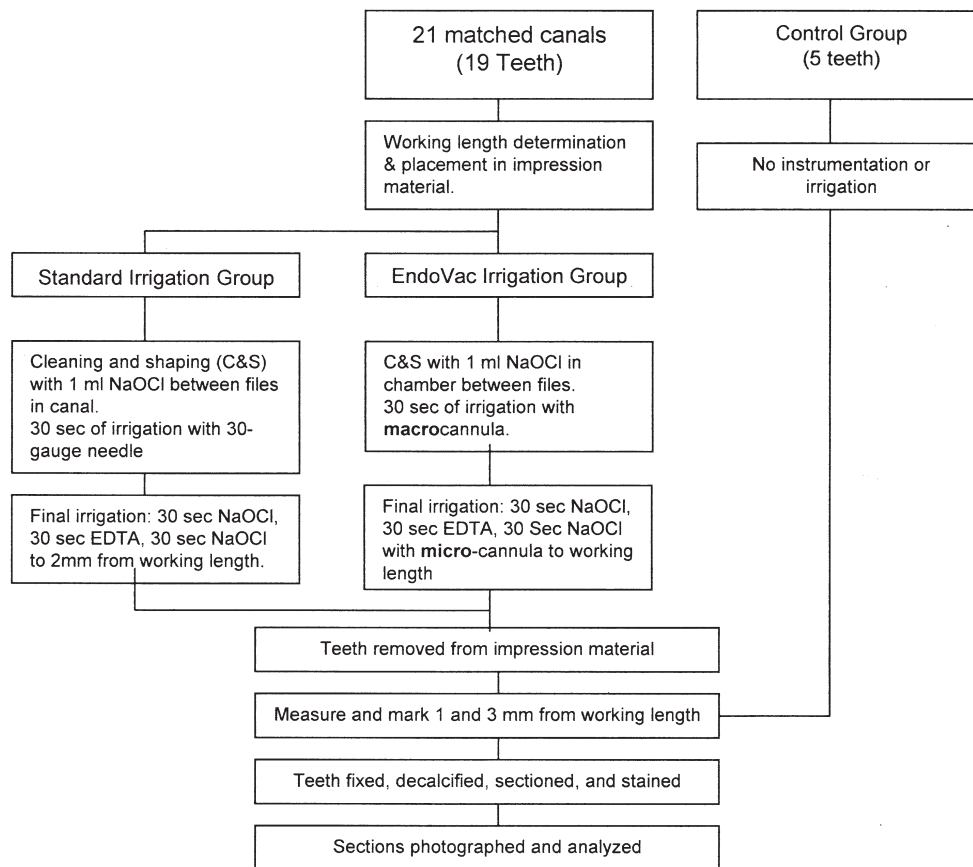 21 matched canals
(19 Teeth)
Control Group
(5 teeth)
Working length determination
& placement in impression
material.
No instrumentation or
irrigation
Standard Irrigation Group
EndoVac Irrigation Group
Cleaning and shaping (C&S)
with 1 ml NaOCl between files
in canal.
30 sec of irrigation with 30-
gauge needle
C&S with 1 ml NaOCl in
chamber between files.
30 sec of irrigation with
macrocannula.
Final irrigation: 30 sec NaOCl,
30 sec EDTA, 30 sec NaOCl
to 2mm from working length.
Final irrigation: 30 sec NaOCl,
30 sec EDTA, 30 Sec NaOCl
with micro-cannula to working
length
Teeth removed from impression material
Measure and mark 1 and 3 mm from working length
Teeth fixed, decalcified, sectioned, and stained
Sections photographed and analyzed